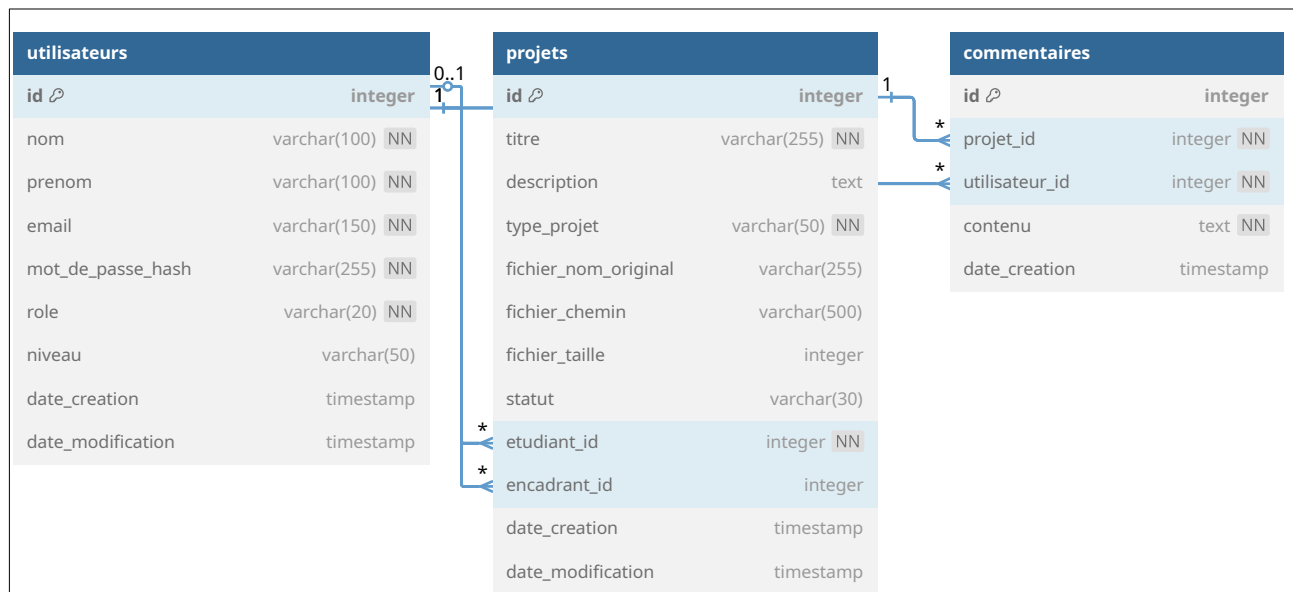 utilisateurs
id integer
nom varchar(100) NN
prenom varchar(100) NN
email varchar(150) NN
mot_de_passe_hash varchar(255) NN
role varchar(20) NN
niveau varchar(50)
date_creation timestamp
date_modification timestamp
0..1
1
*
*
projets
id integer
titre varchar(255) NN
description text
type_projet varchar(50) NN
fichier_nom_original varchar(255)
fichier_chemin varchar(500)
fichier_taille integer
statut varchar(30)
etudiant_id integer NN
encadrant_id integer
date_creation timestamp
date_modification timestamp
1
*
*
commentaires
id integer
projet_id integer NN
utilisateur_id integer NN
contenu text NN
date_creation timestamp